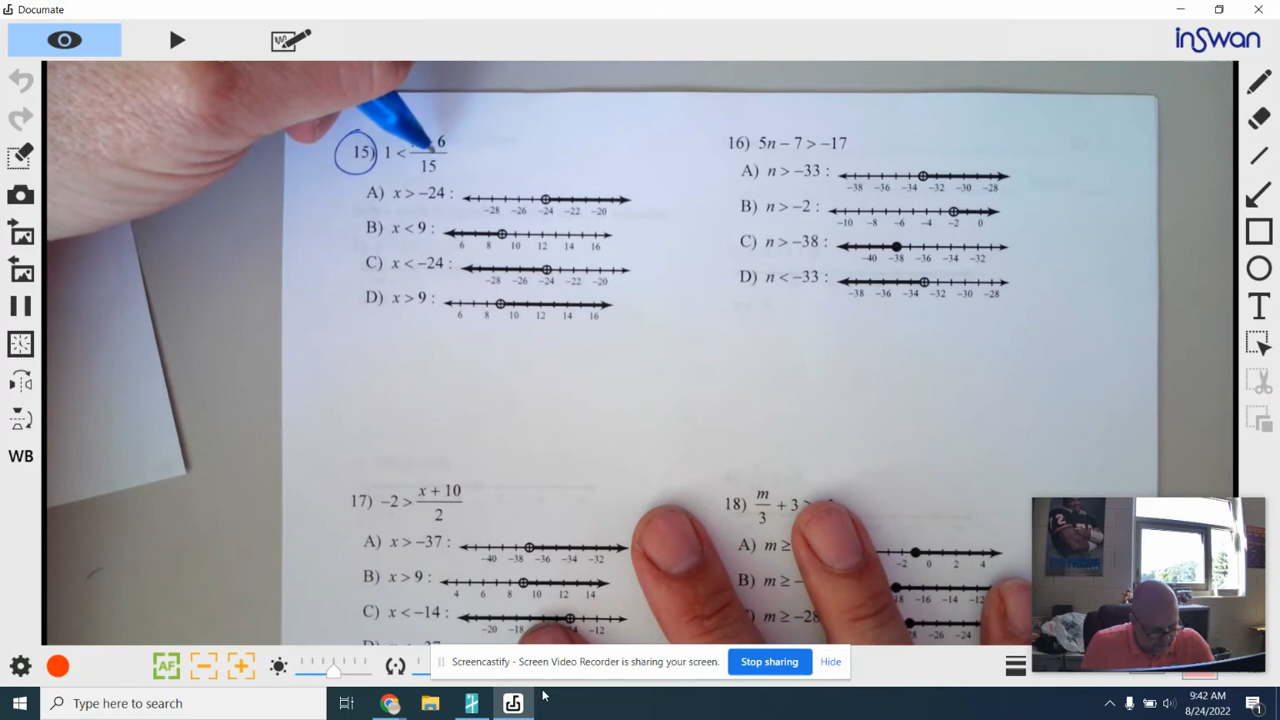 Documate
inSwan
15) 1 < 6
15
A) x > −24 :
−28 −26 −24 −22 −20
B) x < 9 :
6 8 10 12 14 16
C) x < −24 :
−28 −26 −24 −22 −20
D) x > 9 :
6 8 10 12 14 16
16) 5n − 7 > −17
A) n > −33 :
−38 −36 −34 −32 −30 −28
B) n > −2 :
−10 −8 −6 −4 −2 0
C) n > −38 :
−40 −38 −36 −34 −32
D) n < −33 :
−38 −36 −34 −32 −30 −28
17) −2 > x + 10
2
A) x > −37 :
−40 −38 −36 −34 −32
B) x > 9 :
4 6 8 10 12 14
C) x < −14 :
−20 −18 −12
18) m + 3
3
A) m ≥
−2 0 2 4
B) m ≥
−16 −14 −12
m ≥ −28
−26 −24
AF
WB
T
Screencastify - Screen Video Recorder is sharing your screen.
Stop sharing
Hide
Type here to search
9:42 AM
8/24/2022
1